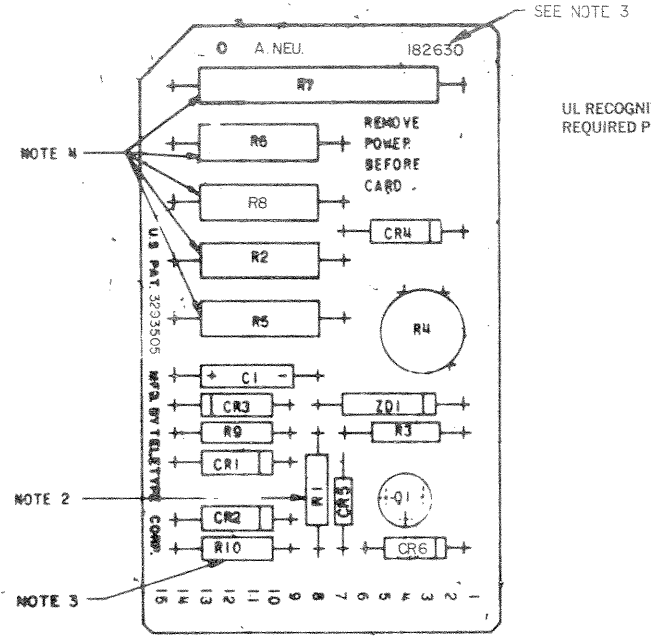 SEE NOTE 3
O A. NEU. 182630
R7
UL RECOGNI
REQUIRED P
NOTE 4
R6
REMOVE
POWER
BEFORE
CARD
R8
CR4
R2
R5
R4
U.S. PAT. 3293505 MFG. BY TELETYPE CORP.
+ C1 -
CR3
ZD1
R9
R3
CR1
NOTE 2
CR5
Q1
CR2
R10
CR6
NOTE 3
15 14 13 12 11 10 9 8 7 6 5 4 3 2 1